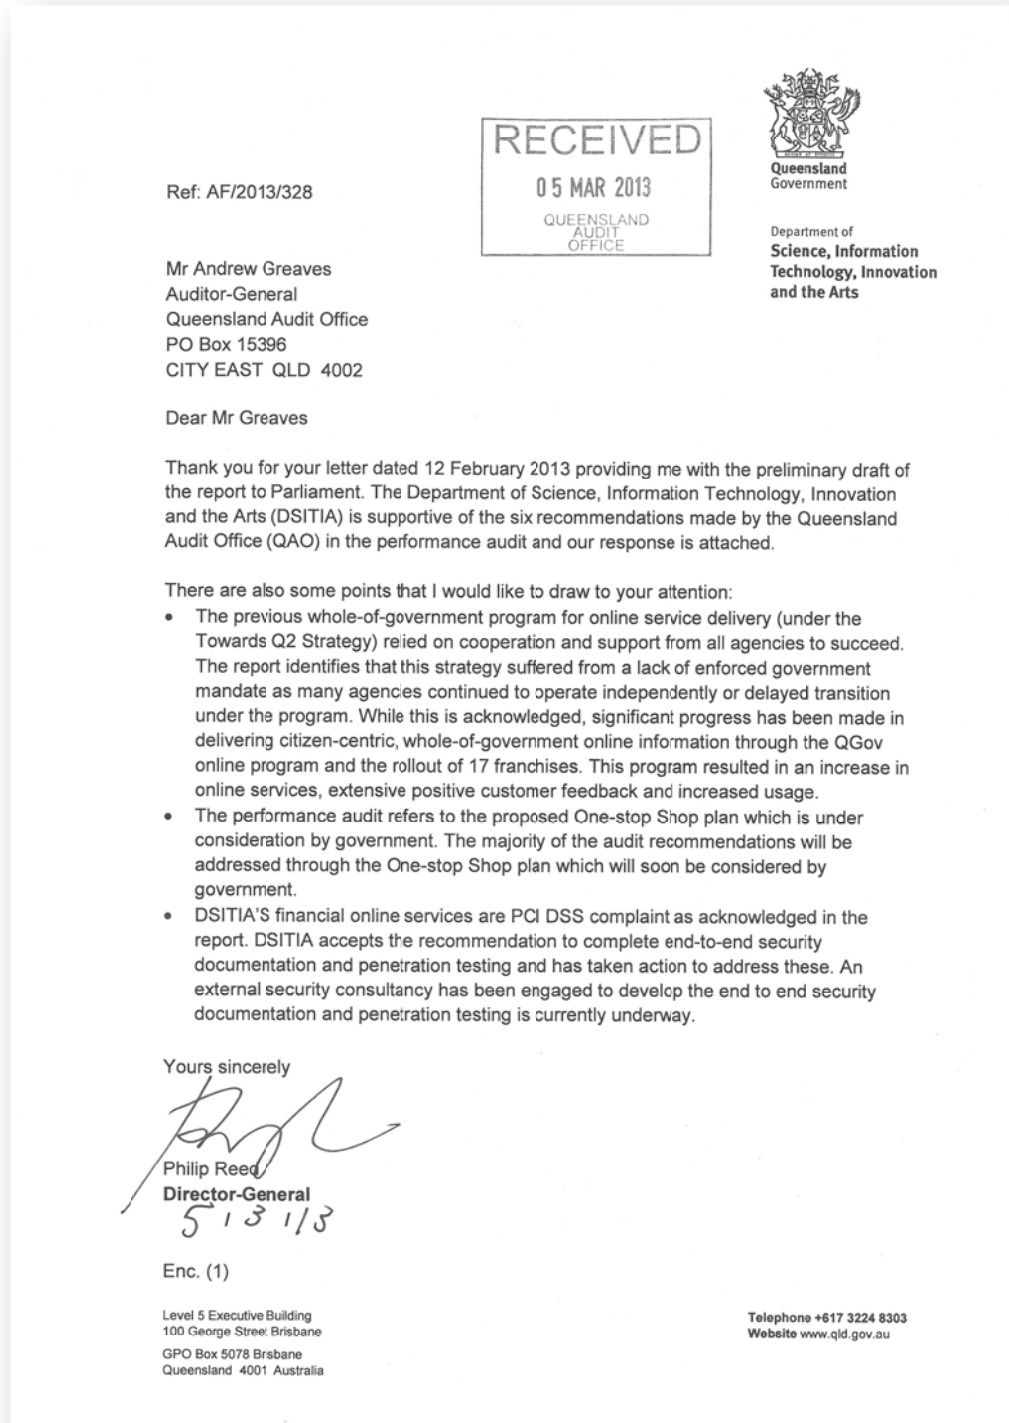 RECEIVED
05 MAR 2013
QUEENSLAND
AUDIT
OFFICE
Queensland
Government
Ref: AF/2013/328
Department of
Science, Information
Technology, Innovation
and the Arts
Mr Andrew Greaves
Auditor-General
Queensland Audit Office
PO Box 15396
CITY EAST QLD 4002
Dear Mr Greaves
Thank you for your letter dated 12 February 2013 providing me with the preliminary draft of
the report to Parliament. The Department of Science, Information Technology, Innovation
and the Arts (DSITIA) is supportive of the six recommendations made by the Queensland
Audit Office (QAO) in the performance audit and our response is attached.
There are also some points that I would like to draw to your attention:
• The previous whole-of-government program for online service delivery (under the
Towards Q2 Strategy) relied on cooperation and support from all agencies to succeed.
The report identifies that this strategy suffered from a lack of enforced government
mandate as many agencies continued to operate independently or delayed transition
under the program. While this is acknowledged, significant progress has been made in
delivering citizen-centric, whole-of-government online information through the QGov
online program and the rollout of 17 franchises. This program resulted in an increase in
online services, extensive positive customer feedback and increased usage.
• The performance audit refers to the proposed One-stop Shop plan which is under
consideration by government. The majority of the audit recommendations will be
addressed through the One-stop Shop plan which will soon be considered by
government.
• DSITIA'S financial online services are PCI DSS complaint as acknowledged in the
report. DSITIA accepts the recommendation to complete end-to-end security
documentation and penetration testing and has taken action to address these. An
external security consultancy has been engaged to develop the end to end security
documentation and penetration testing is currently underway.
Yours sincerely
Philip Reed
Director-General
5/3/13
Enc. (1)
Level 5 Executive Building
100 George Street Brisbane
GPO Box 5078 Brisbane
Queensland 4001 Australia
Telephone +617 3224 8303
Website www.qld.gov.au